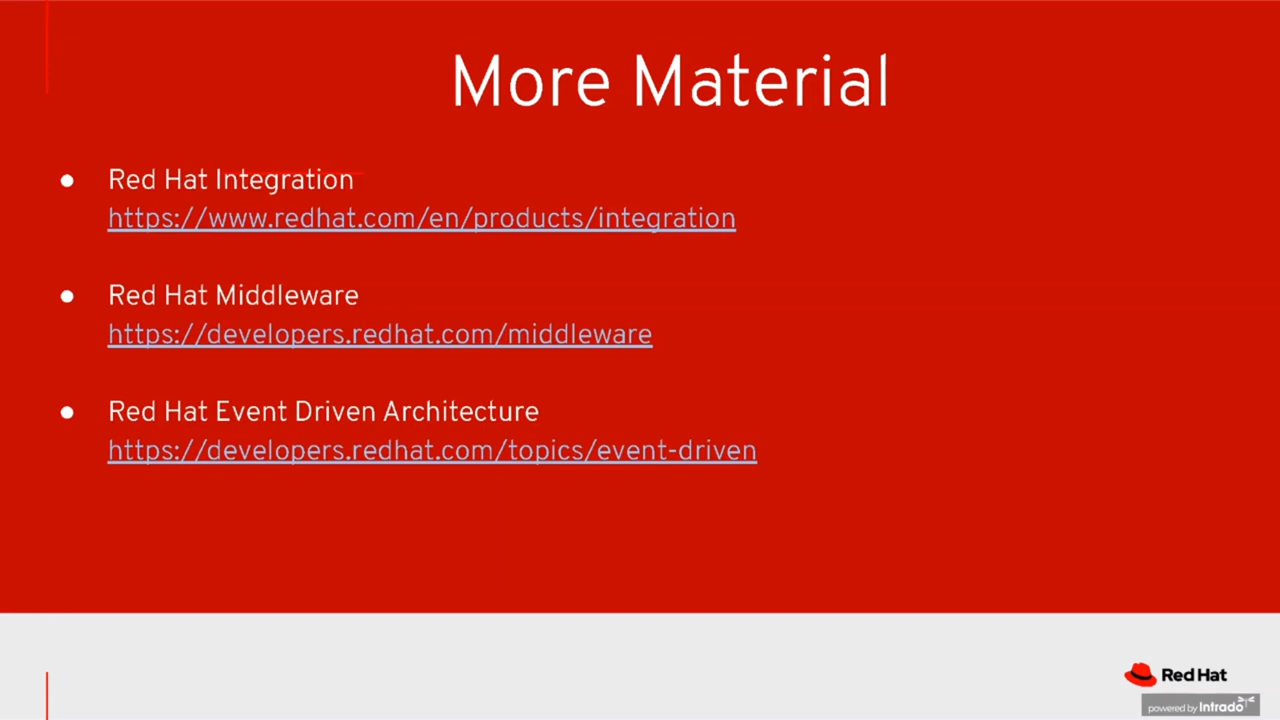 More Material
● Red Hat Integration
https://www.redhat.com/en/products/integration
● Red Hat Middleware
https://developers.redhat.com/middleware
● Red Hat Event Driven Architecture
https://developers.redhat.com/topics/event-driven
Red Hat
powered by Intrado